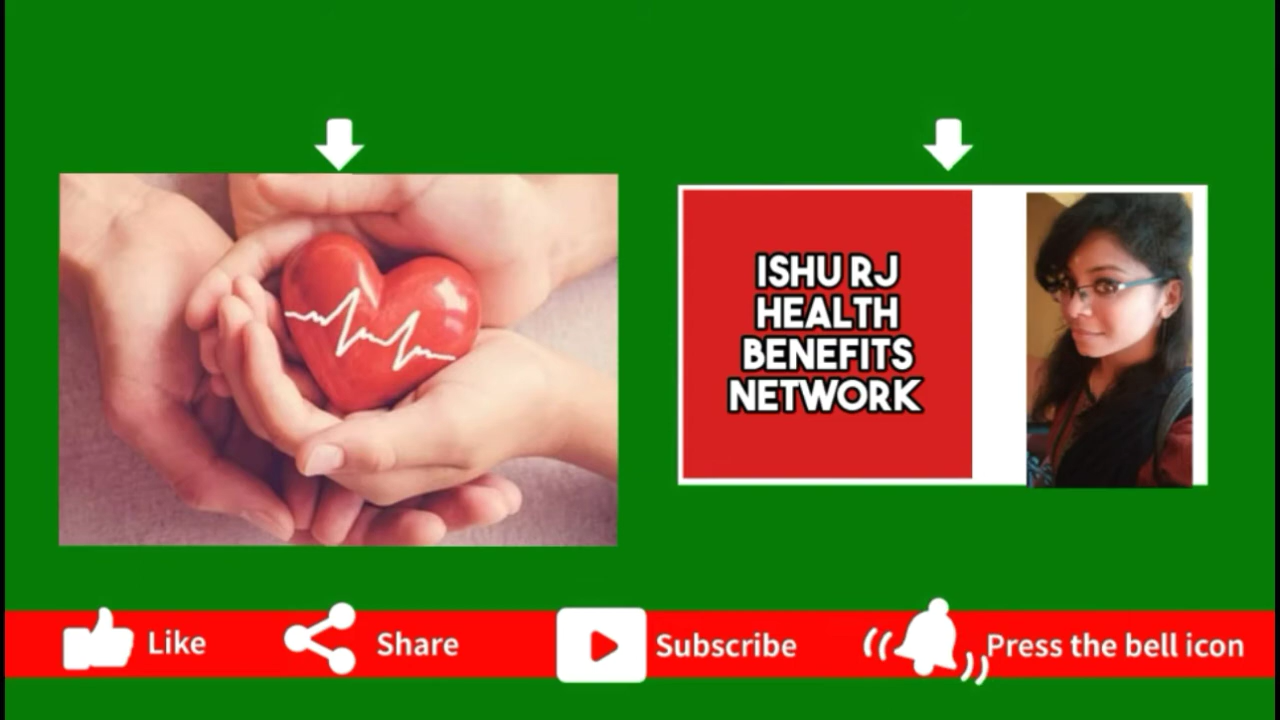 ISHU RJ
HEALTH
BENEFITS
NETWORK
Like
Share
Subscribe
Press the bell icon